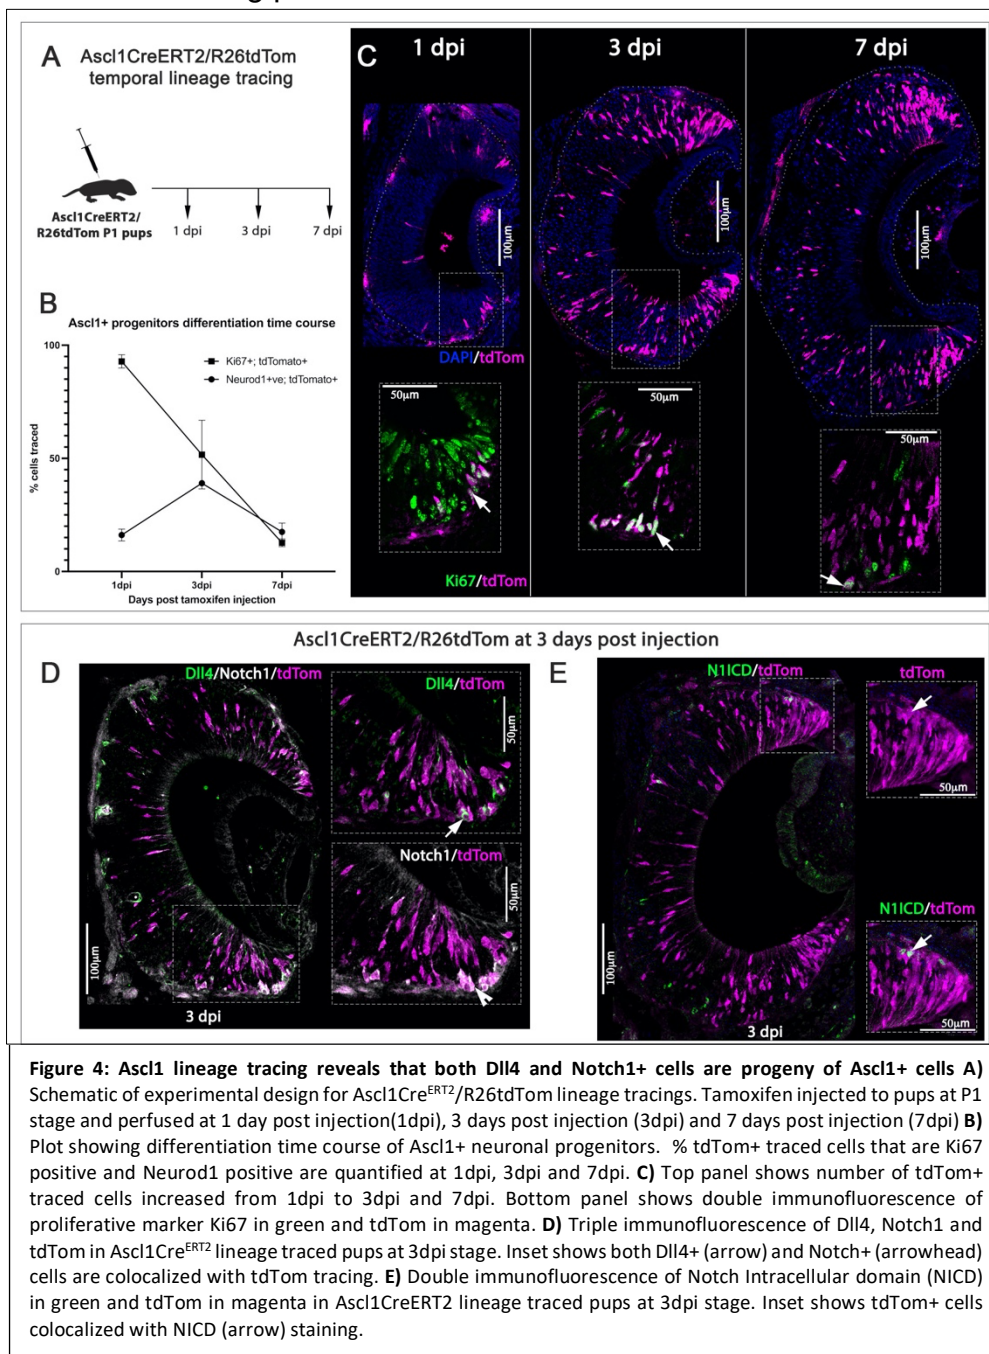 A
Ascl1CreERT2/R26tdTom
temporal lineage tracing
Ascl1CreERT2/
R26tdTom P1 pups
1 dpi
3 dpi
7 dpi
B
Ascl1+ progenitors differentiation time course
100
50
0
% cells traced
Ki67+; tdTomato+
Neurod1+ve; tdTomato+
1dpi
3dpi
7dpi
Days post tamoxifen injection
C
1 dpi
3 dpi
7 dpi
100µm
100µm
100µm
DAPI/tdTom
50µm
50µm
50µm
Ki67/tdTom
Ascl1CreERT2/R26tdTom at 3 days post injection
D
Dll4/Notch1/tdTom
Dll4/tdTom
50µm
Notch1/tdTom
50µm
100µm
3 dpi
E
N1ICD/tdTom
tdTom
50µm
N1ICD/tdTom
50µm
100µm
3 dpi
Figure 4: Ascl1 lineage tracing reveals that both Dll4 and Notch1+ cells are progeny of Ascl1+ cells A)
Schematic of experimental design for Ascl1CreERT2/R26tdTom lineage tracings. Tamoxifen injected to pups at P1
stage and perfused at 1 day post injection(1dpi), 3 days post injection (3dpi) and 7 days post injection (7dpi) B)
Plot showing differentiation time course of Ascl1+ neuronal progenitors. % tdTom+ traced cells that are Ki67
positive and Neurod1 positive are quantified at 1dpi, 3dpi and 7dpi. C) Top panel shows number of tdTom+
traced cells increased from 1dpi to 3dpi and 7dpi. Bottom panel shows double immunofluorescence of
proliferative marker Ki67 in green and tdTom in magenta. D) Triple immunofluorescence of Dll4, Notch1 and
tdTom in Ascl1CreERT2 lineage traced pups at 3dpi stage. Inset shows both Dll4+ (arrow) and Notch+ (arrowhead)
cells are colocalized with tdTom tracing. E) Double immunofluorescence of Notch Intracellular domain (NICD)
in green and tdTom in magenta in Ascl1CreERT2 lineage traced pups at 3dpi stage. Inset shows tdTom+ cells
colocalized with NICD (arrow) staining.